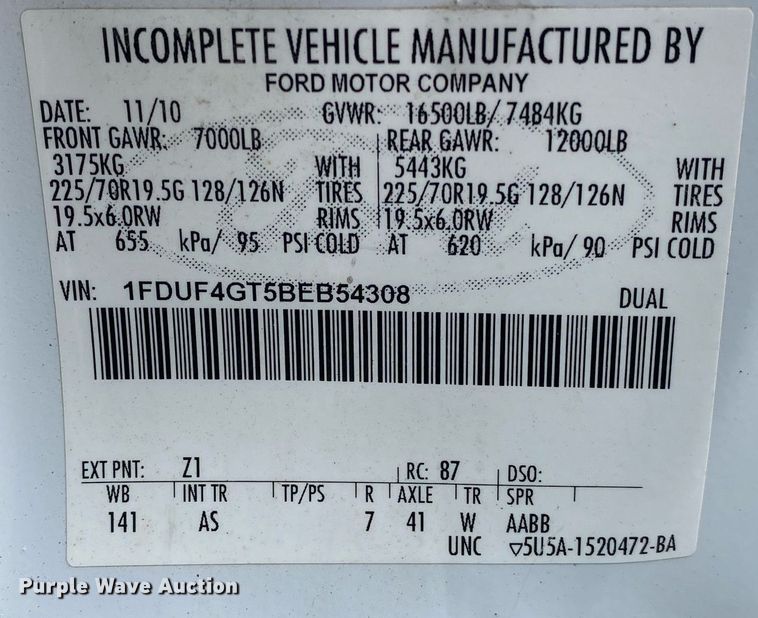 INCOMPLETE VEHICLE MANUFACTURED BY
FORD MOTOR COMPANY
DATE: 11/10 GVWR: 16500LB/ 7484KG
FRONT GAWR: 7000LB REAR GAWR: 12000LB
3175KG WITH 5443KG WITH
225/70R19.5G 128/126N TIRES 225/70R19.5G 128/126N TIRES
19.5x6.0RW RIMS 19.5x6.0RW RIMS
AT 655 kPa/ 95 PSI COLD AT 620 kPa/ 90 PSI COLD
VIN: 1FDUF4GT5BEB54308 DUAL
EXT PNT: Z1 RC: 87 DSO:
WB INT TR TP/PS R AXLE TR SPR
141 AS 7 41 W AABB
UNC ▽5U5A-1520472-BA
Purple Wave Auction